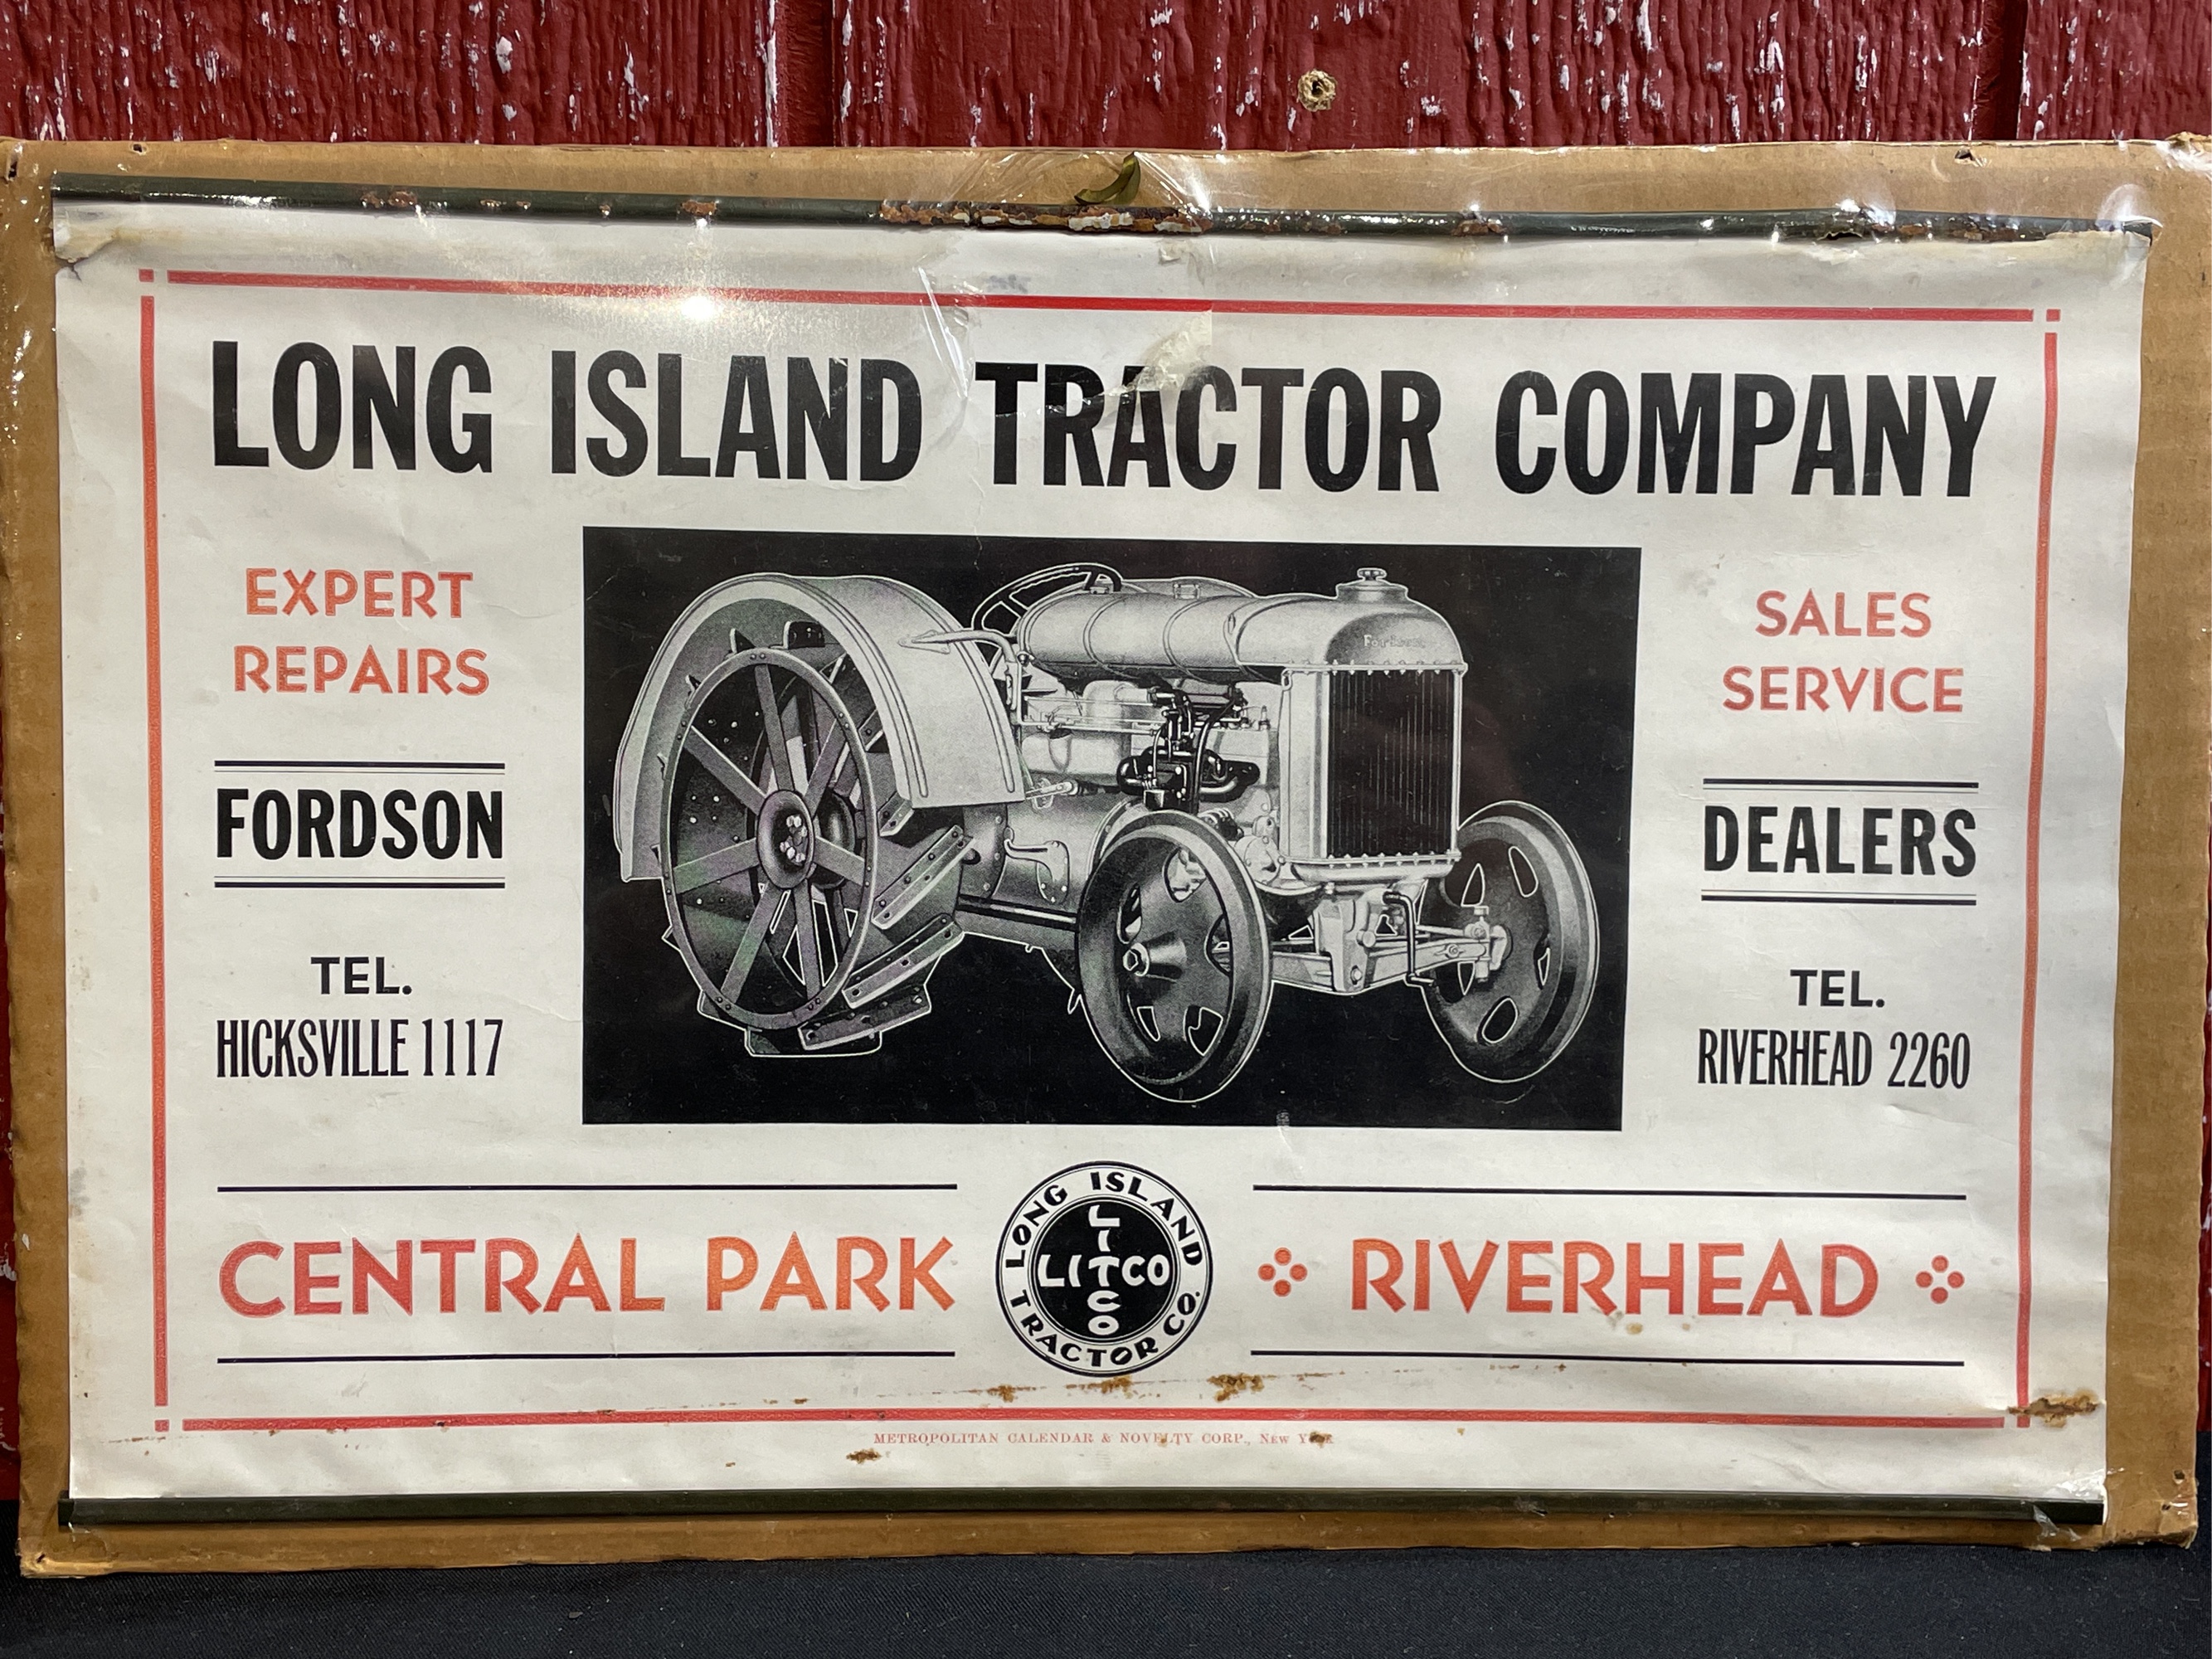 LONG ISLAND TRACTOR COMPANY
EXPERT
REPAIRS
FORDSON
TEL.
HICKSVILLE 1117
Fordson
SALES
SERVICE
DEALERS
TEL.
RIVERHEAD 2260
CENTRAL PARK
LONG ISLAND
LITCO
LITCO
TRACTOR CO.
RIVERHEAD
METROPOLITAN CALENDAR & NOVELTY CORP., NEW YORK